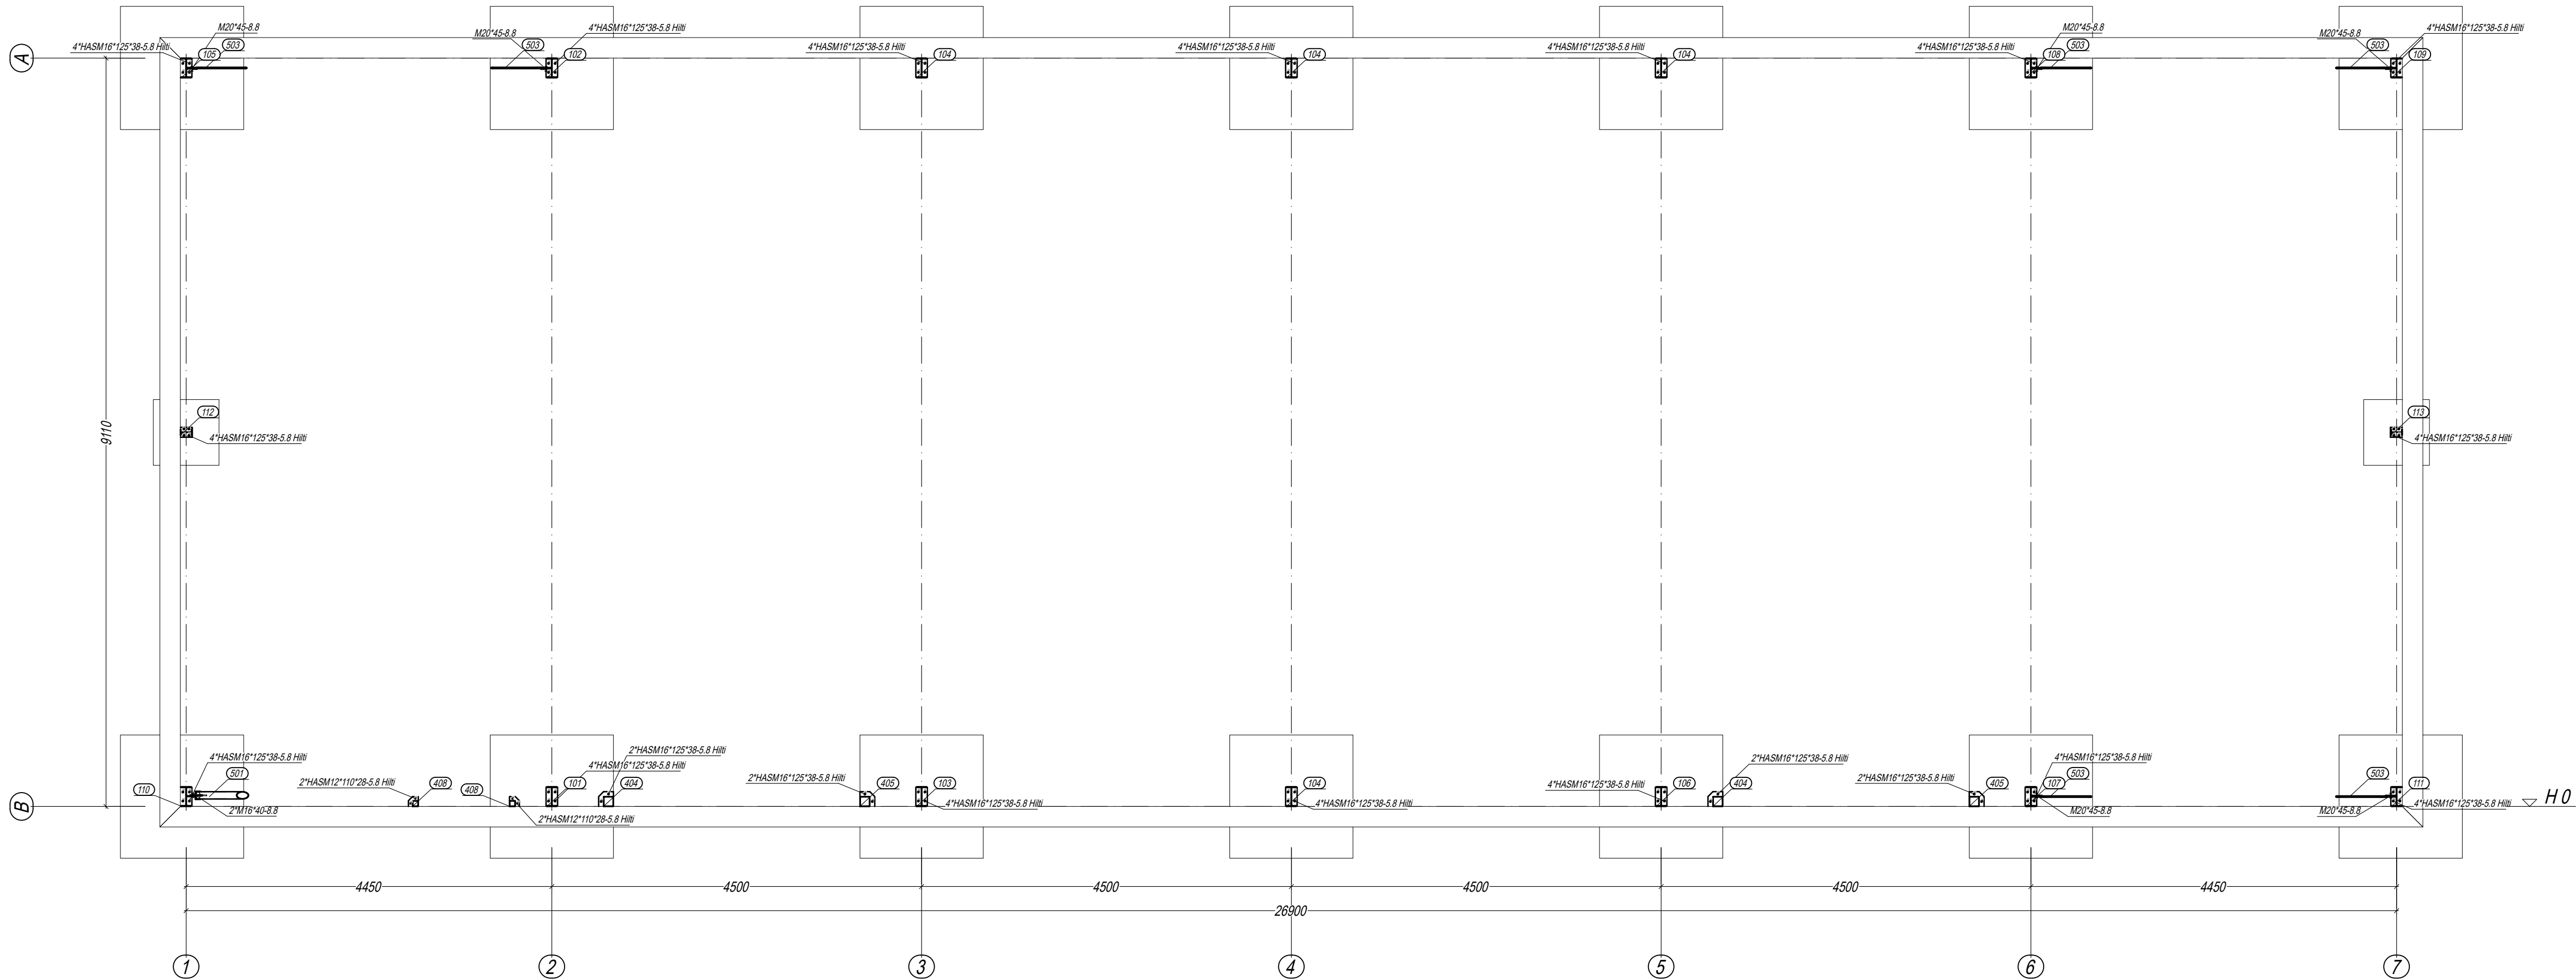 M20*45-8.8
503
4*HASM16*125*38-5.8 Hilti
105
M20*45-8.8
503
4*HASM16*125*38-5.8 Hilti
102
4*HASM16*125*38-5.8 Hilti
104
4*HASM16*125*38-5.8 Hilti
104
4*HASM16*125*38-5.8 Hilti
104
4*HASM16*125*38-5.8 Hilti
M20*45-8.8
503
108
M20*45-8.8
503
4*HASM16*125*38-5.8 Hilti
109
A
9110
112
4*HASM16*125*38-5.8 Hilti
113
4*HASM16*125*38-5.8 Hilti
4*HASM16*125*38-5.8 Hilti
501
110
2*M16*40-8.8
2*HASM12*110*28-5.8 Hilti
408
408
2*HASM12*110*28-5.8 Hilti
2*HASM16*125*38-5.8 Hilti
4*HASM16*125*38-5.8 Hilti
101
404
2*HASM16*125*38-5.8 Hilti
405
103
4*HASM16*125*38-5.8 Hilti
104
4*HASM16*125*38-5.8 Hilti
4*HASM16*125*38-5.8 Hilti
106
2*HASM16*125*38-5.8 Hilti
404
2*HASM16*125*38-5.8 Hilti
405
4*HASM16*125*38-5.8 Hilti
503
107
M20*45-8.8
503
M20*45-8.8
111
4*HASM16*125*38-5.8 Hilti
H 0
B
4450
4500
4500
4500
4500
4450
26900
1
2
3
4
5
6
7